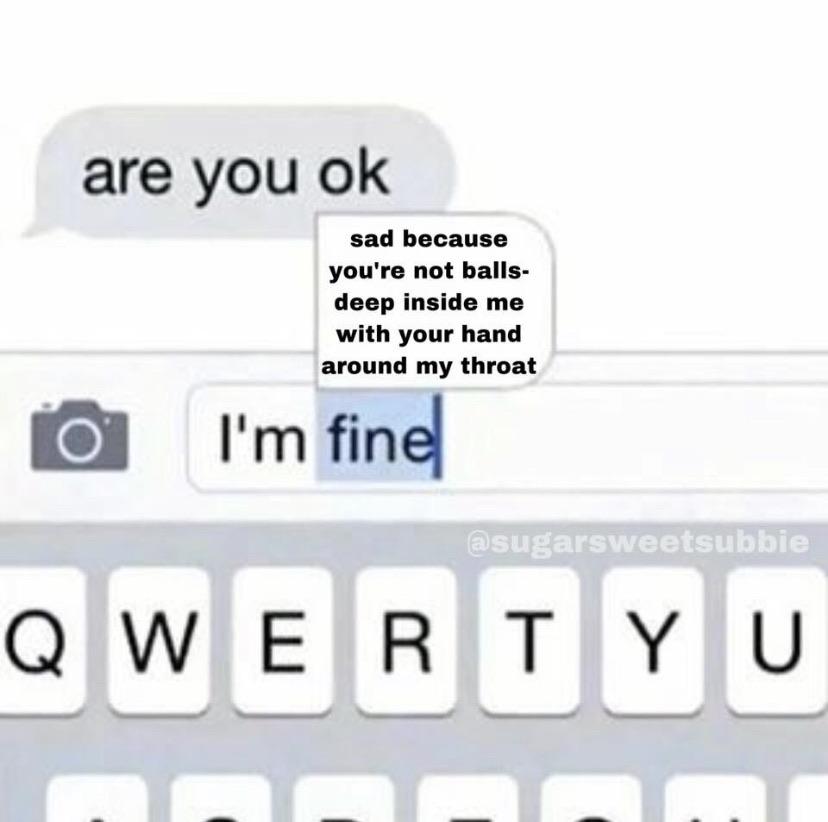 are you ok
sad because
you're not balls-
deep inside me
with your hand
around my throat
I'm fine
@sugarsweetsubbie
Q W E R T Y U